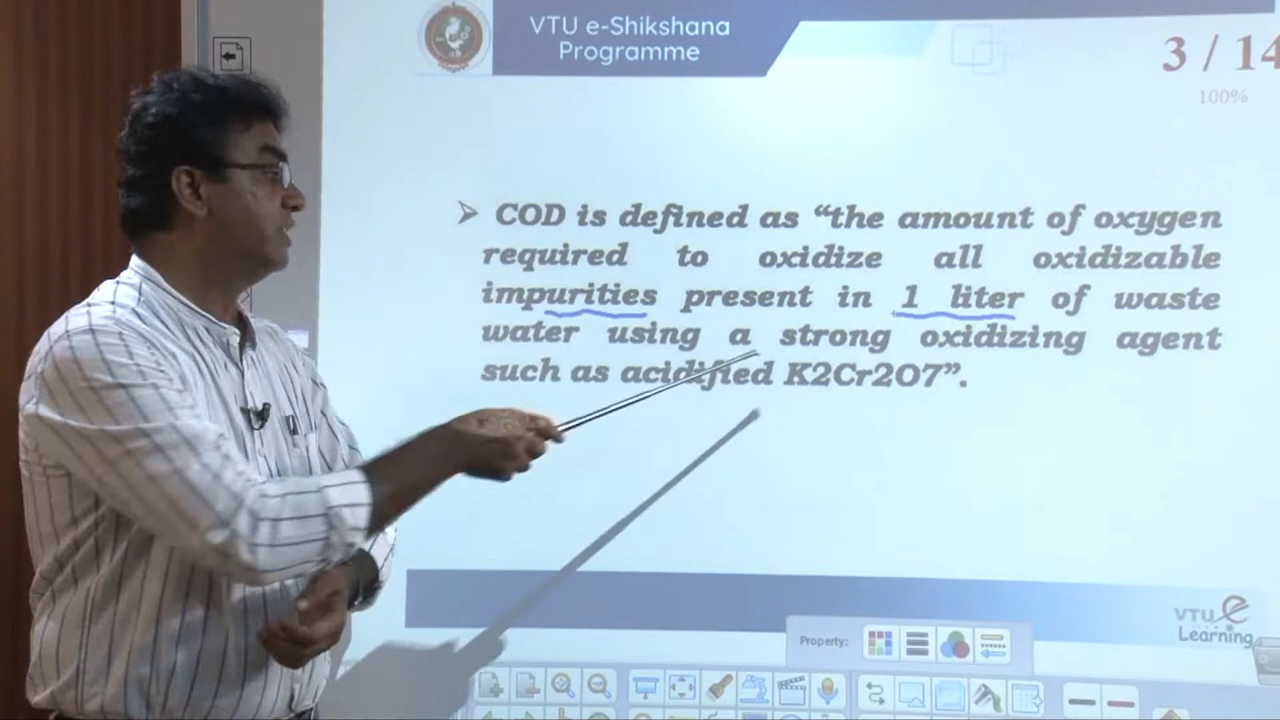 VTU e-Shikshana
Programme
3 / 14
100%
➢ COD is defined as “the amount of oxygen
required to oxidize all oxidizable
impurities present in 1 liter of waste
water using a strong oxidizing agent
such as acidified K2Cr2O7”.
VTU e
Learning
Property: